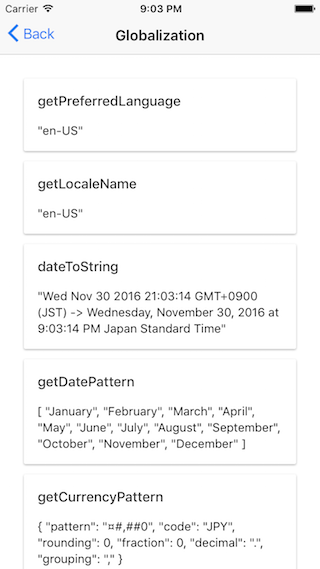 Carrier 9:03 PM
Back Globalization
getPreferredLanguage
"en-US"
getLocaleName
"en-US"
dateToString
"Wed Nov 30 2016 21:03:14 GMT+0900
(JST) -> Wednesday, November 30, 2016 at
9:03:14 PM Japan Standard Time"
getDatePattern
[ "January", "February", "March", "April",
"May", "June", "July", "August", "September",
"October", "November", "December" ]
getCurrencyPattern
{ "pattern": "¤#,##0", "code": "JPY",
"rounding": 0, "fraction": 0, "decimal": ".",
"grouping": "," }